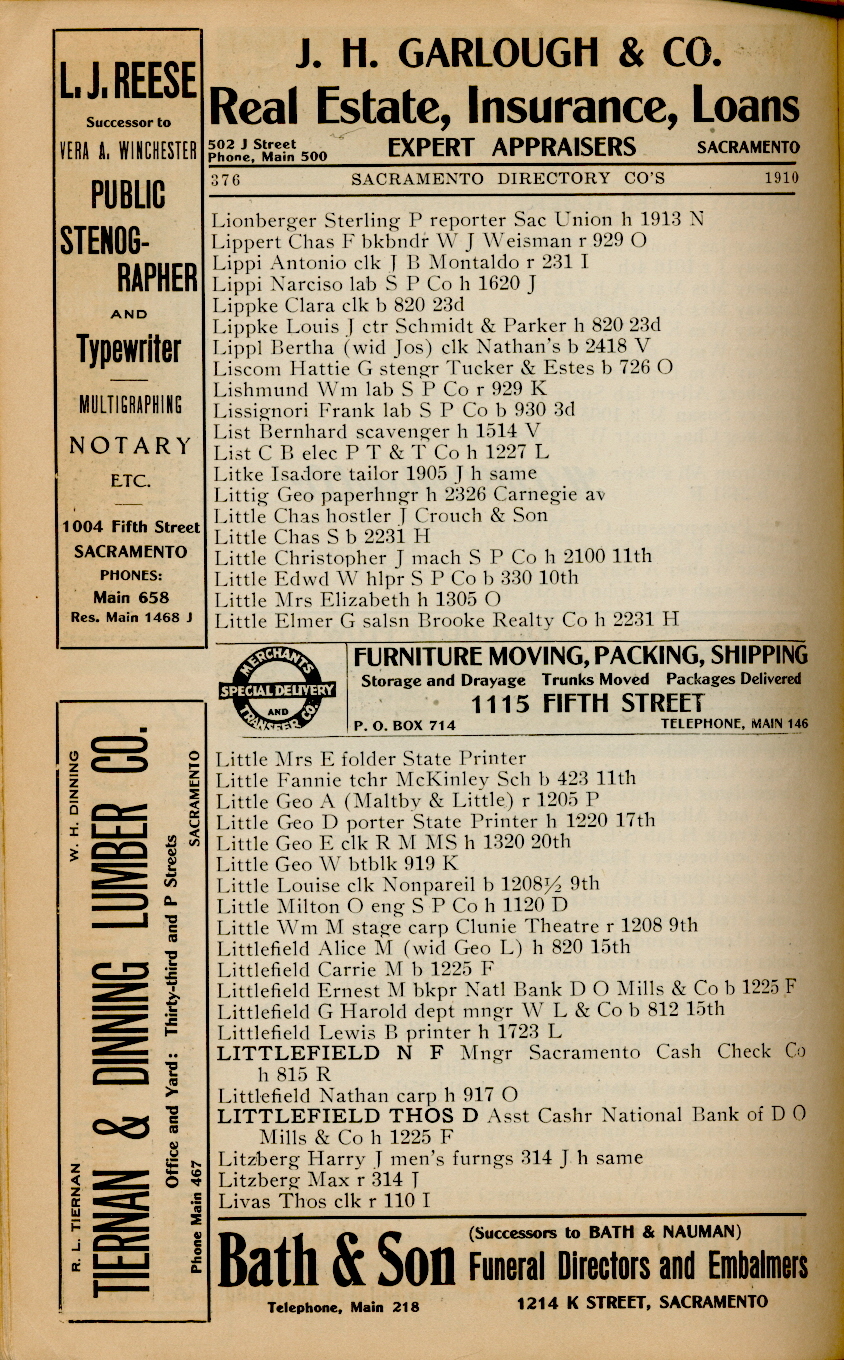 L. J. REESE
Successor to
VERA A. WINCHESTER
PUBLIC
STENOG-
RAPHER
AND
Typewriter
MULTIGRAPHING
NOTARY
ETC.
1004 Fifth Street
SACRAMENTO
PHONES:
Main 658
Res. Main 1468 J
J. H. GARLOUGH & CO.
Real Estate, Insurance, Loans
502 J Street
Phone, Main 500
EXPERT APPRAISERS
SACRAMENTO
376 SACRAMENTO DIRECTORY CO'S 1910
Lionberger Sterling P reporter Sac Union h 1913 N
Lippert Chas F bkbndr W J Weisman r 929 O
Lippi Antonio clk J B Montaldo r 231 I
Lippi Narciso lab S P Co h 1620 J
Lippke Clara clk b 820 23d
Lippke Louis J ctr Schmidt & Parker h 820 23d
Lippl Bertha (wid Jos) clk Nathan's b 2418 V
Liscom Hattie G stengr Tucker & Estes b 726 O
Lishmund Wm lab S P Co r 929 K
Lissignori Frank lab S P Co b 930 3d
List Bernhard scavenger h 1514 V
List C B elec P T & T Co h 1227 L
Litke Isadore tailor 1905 J h same
Littig Geo paperhngr h 2326 Carnegie av
Little Chas hostler J Crouch & Son
Little Chas S b 2231 H
Little Christopher J mach S P Co h 2100 11th
Little Edwd W hlpr S P Co b 330 10th
Little Mrs Elizabeth h 1305 O
Little Elmer G salsn Brooke Realty Co h 2231 H
MERCHANTS
SPECIAL DELIVERY
AND
TRANSFER CO.
FURNITURE MOVING, PACKING, SHIPPING
Storage and Drayage Trunks Moved Packages Delivered
1115 FIFTH STREET
P. O. BOX 714 TELEPHONE, MAIN 146
Little Mrs E folder State Printer
Little Fannie tchr McKinley Sch b 423 11th
Little Geo A (Maltby & Little) r 1205 P
Little Geo D porter State Printer h 1220 17th
Little Geo E clk R M MS h 1320 20th
Little Geo W btblk 919 K
Little Louise clk Nonpareil b 1208½ 9th
Little Milton O eng S P Co h 1120 D
Little Wm M stage carp Clunie Theatre r 1208 9th
Littlefield Alice M (wid Geo L) h 820 15th
Littlefield Carrie M b 1225 F
Littlefield Ernest M bkpr Natl Bank D O Mills & Co b 1225 F
Littlefield G Harold dept mngr W L & Co b 812 15th
Littlefield Lewis B printer h 1723 L
LITTLEFIELD N F Mngr Sacramento Cash Check Co
h 815 R
Littlefield Nathan carp h 917 O
LITTLEFIELD THOS D Asst Cashr National Bank of D O
Mills & Co h 1225 F
Litzberg Harry J men's furngs 314 J h same
Litzberg Max r 314 J
Livas Thos clk r 110 I
R. L. TIERNAN W. H. DINNING
TIERNAN & DINNING LUMBER CO.
Office and Yard: Thirty-third and P Streets
Phone Main 467 SACRAMENTO
Bath & Son
Telephone, Main 218
(Successors to BATH & NAUMAN)
Funeral Directors and Embalmers
1214 K STREET, SACRAMENTO